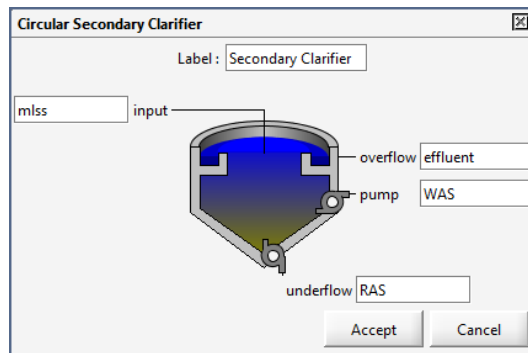 Circular Secondary Clarifier
Label : Secondary Clarifier
mlss input
overflow effluent
pump WAS
underflow RAS
Accept Cancel